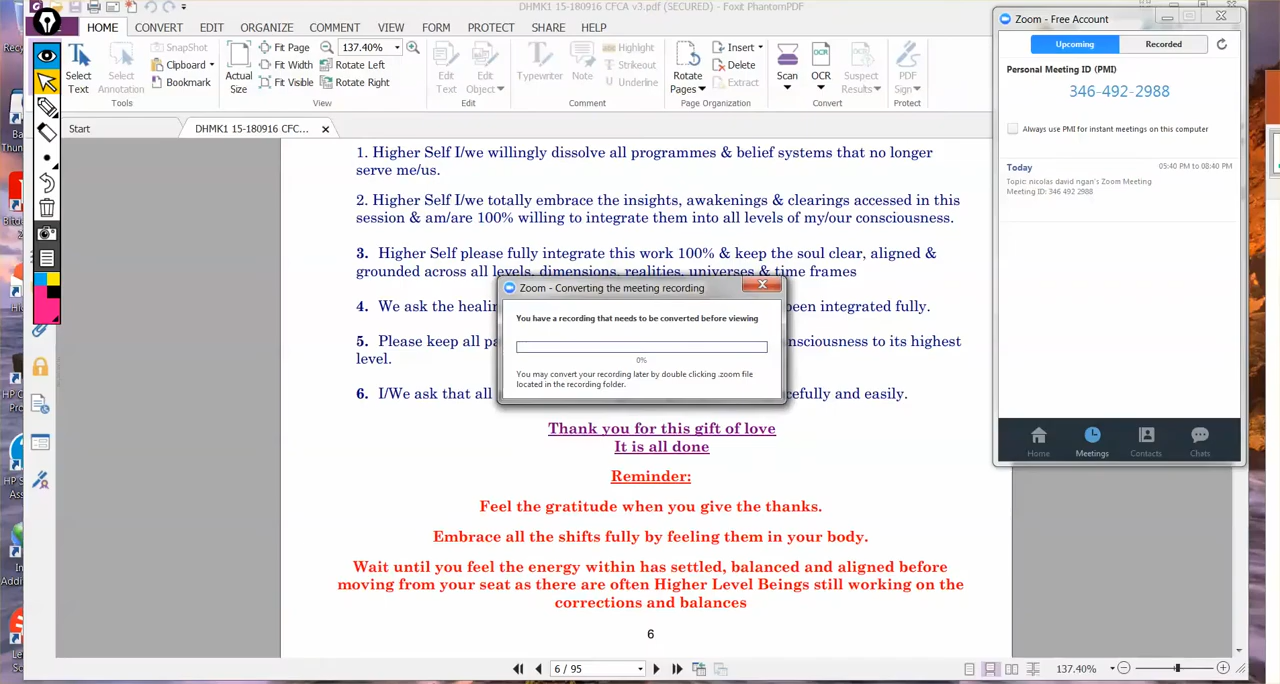 DHMK1 15-180916 CFCA v3.pdf (SECURED) - Foxit PhantomPDF
HOME CONVERT EDIT ORGANIZE COMMENT VIEW FORM PROTECT SHARE HELP
Select Text
Select Annotation
SnapShot
Clipboard
Bookmark
Tools
Actual Size
Fit Page
Fit Width
Fit Visible
137.40%
Rotate Left
Rotate Right
View
Edit Text
Edit Object
Edit
Typewriter
Note
Highlight
Strikeout
Underline
Comment
Rotate Pages
Insert
Delete
Extract
Page Organization
Scan
OCR
Suspect Results
Convert
PDF Sign
Protect
Start
DHMK1 15-180916 CFC...
1. Higher Self I/we willingly dissolve all programmes & belief systems that no longer
serve me/us.
2. Higher Self I/we totally embrace the insights, awakenings & clearings accessed in this
session & am/are 100% willing to integrate them into all levels of my/our consciousness.
3. Higher Self please fully integrate this work 100% & keep the soul clear, aligned &
grounded across all levels, dimensions, realities, universes & time frames
4. We ask the healin
been integrated fully.
5. Please keep all pa
nsciousness to its highest
level.
6. I/We ask that all
cefully and easily.
Thank you for this gift of love
It is all done
Reminder:
Feel the gratitude when you give the thanks.
Embrace all the shifts fully by feeling them in your body.
Wait until you feel the energy within has settled, balanced and aligned before
moving from your seat as there are often Higher Level Beings still working on the
corrections and balances
6
6 / 95
137.40%
Zoom - Converting the meeting recording
You have a recording that needs to be converted before viewing
0%
You may convert your recording later by double clicking .zoom file
located in the recording folder.
Zoom - Free Account
Upcoming
Recorded
Personal Meeting ID (PMI)
346-492-2988
Always use PMI for instant meetings on this computer
Today
05:40 PM to 08:40 PM
Topic: nicolas david ngan's Zoom Meeting
Meeting ID: 346 492 2988
Home
Meetings
Contacts
Chats